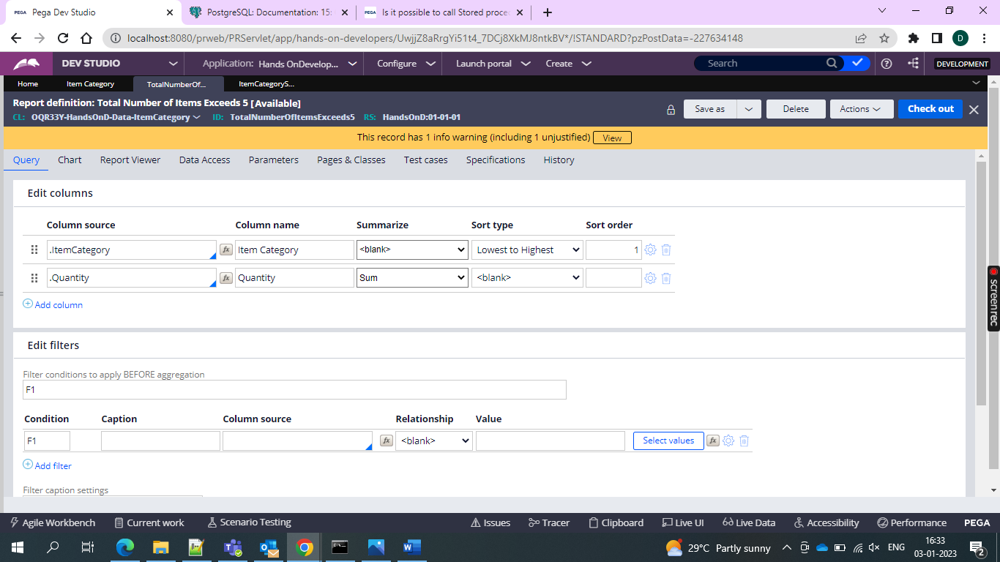 PEGA Pega Dev Studio
PostgreSQL: Documentation: 15:
PEGA Is it possible to call Stored proce
localhost:8080/prweb/PRServlet/app/hands-on-developers/UwjjZ8aRrgYi51t4_7DCj8XkMJ8ntkBV*/!STANDARD?pzPostData=-227634148
D
DEV STUDIO
Application: Hands OnDevelop...
Configure
Launch portal
Create
Search
DEVELOPMENT
Home
Item Category
TotalNumberOf...
ItemCategoryS...
Report definition: Total Number of Items Exceeds 5 [Available]
CL: OQR33Y-HandsOnD-Data-ItemCategory ID: TotalNumberOfItemsExceeds5 RS: HandsOnD:01-01-01
Save as
Delete
Actions
Check out
This record has 1 info warning (including 1 unjustified) View
Query Chart Report Viewer Data Access Parameters Pages & Classes Test cases Specifications History
Edit columns
Column source Column name Summarize Sort type Sort order
.ItemCategory fx Item Category <blank> Lowest to Highest 1
.Quantity fx Quantity Sum <blank>
Add column
screenrec
Edit filters
Filter conditions to apply BEFORE aggregation
F1
Condition Caption Column source Relationship Value
F1 fx <blank> Select values fx
Add filter
Filter caption settings
Agile Workbench Current work Scenario Testing Issues Tracer Clipboard Live UI Live Data Accessibility Performance PEGA
29°C Partly sunny ENG
16:33
03-01-2023
2